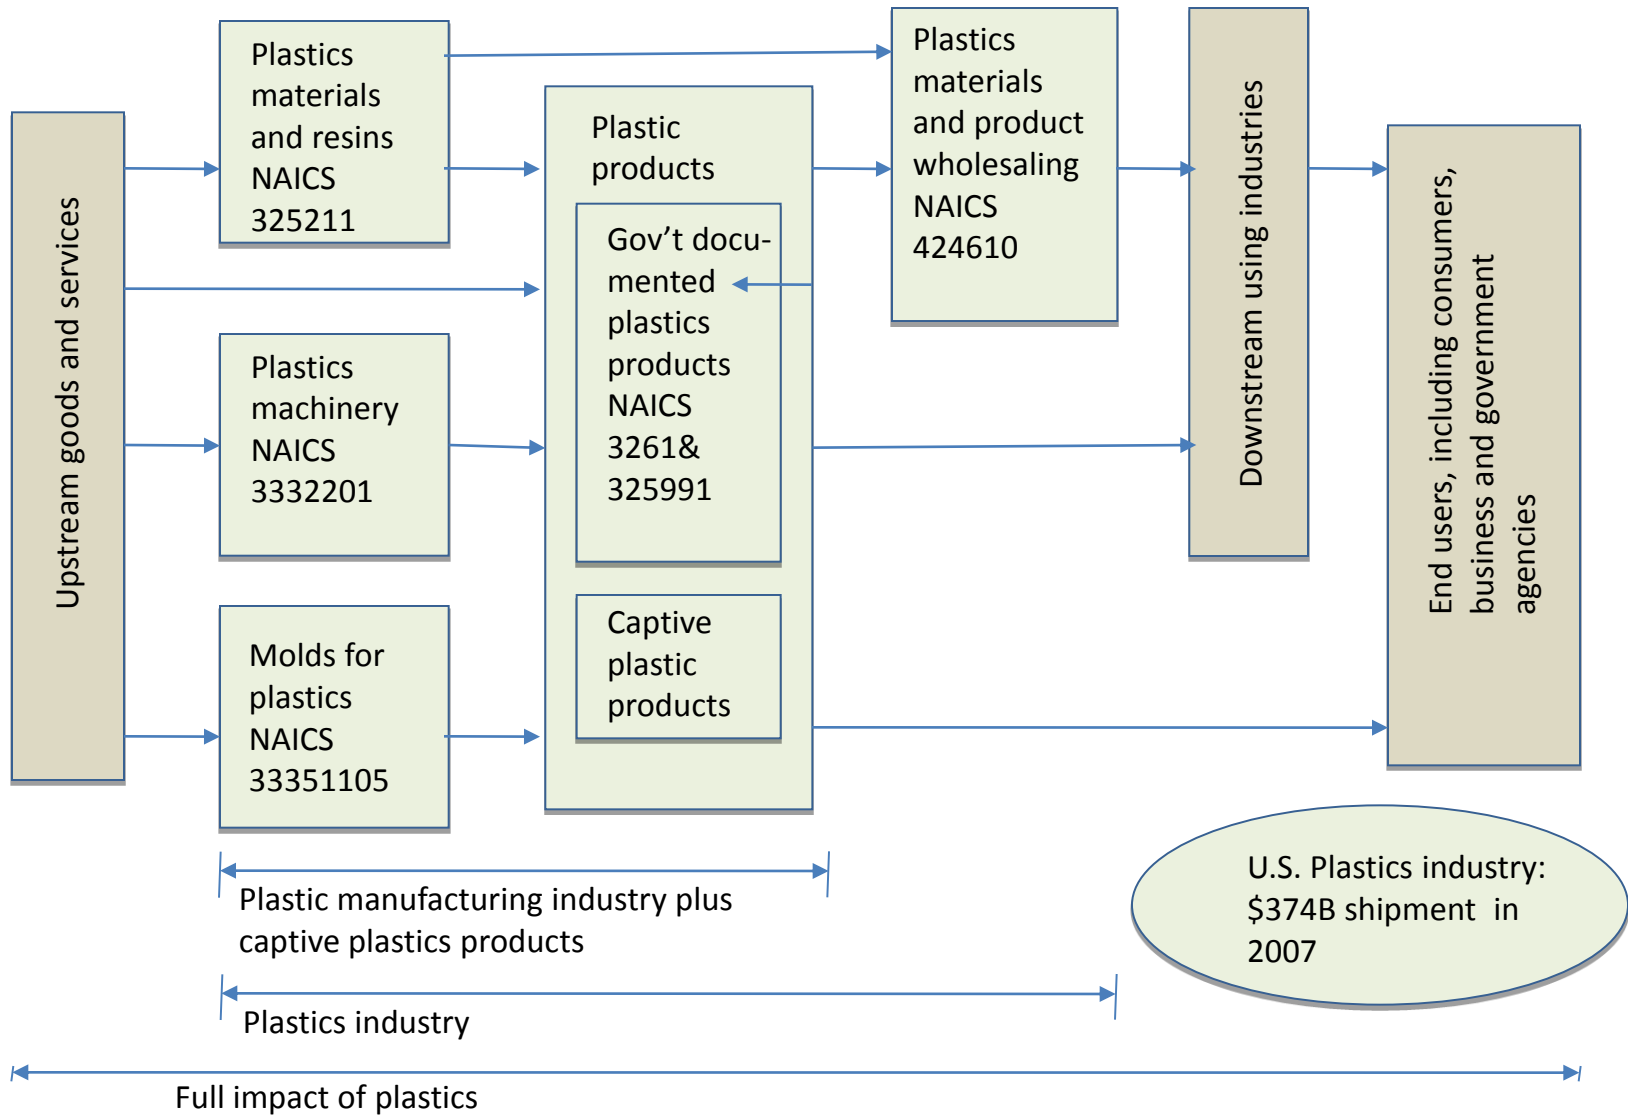 Upstream goods and services
Plastics
materials
and resins
NAICS
325211
Plastics
machinery
NAICS
3332201
Molds for
plastics
NAICS
33351105
Plastic
products
Gov’t docu-
mented
plastics
products
NAICS
3261&
325991
Captive
plastic
products
Plastics
materials
and product
wholesaling
NAICS
424610
Downstream using industries
End users, including consumers,
business and government
agencies
U.S. Plastics industry:
$374B shipment in
2007
Plastic manufacturing industry plus
captive plastics products
Plastics industry
Full impact of plastics